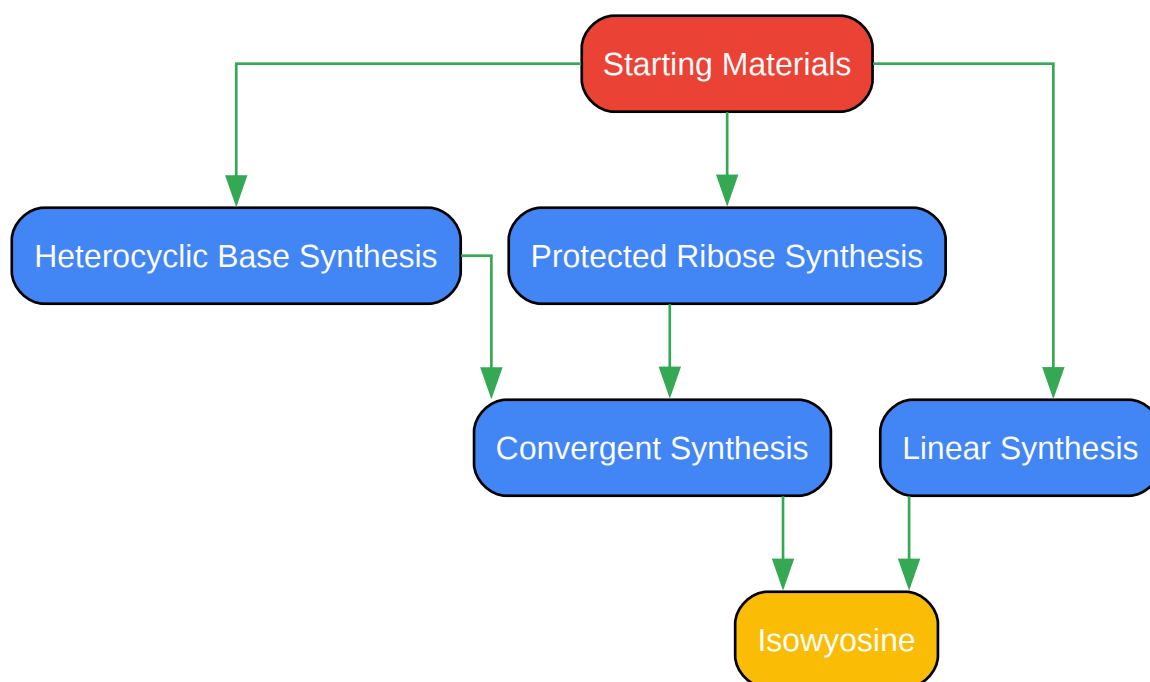 Starting Materials
Heterocyclic Base Synthesis
Protected Ribose Synthesis
Convergent Synthesis
Linear Synthesis
Isowyosine